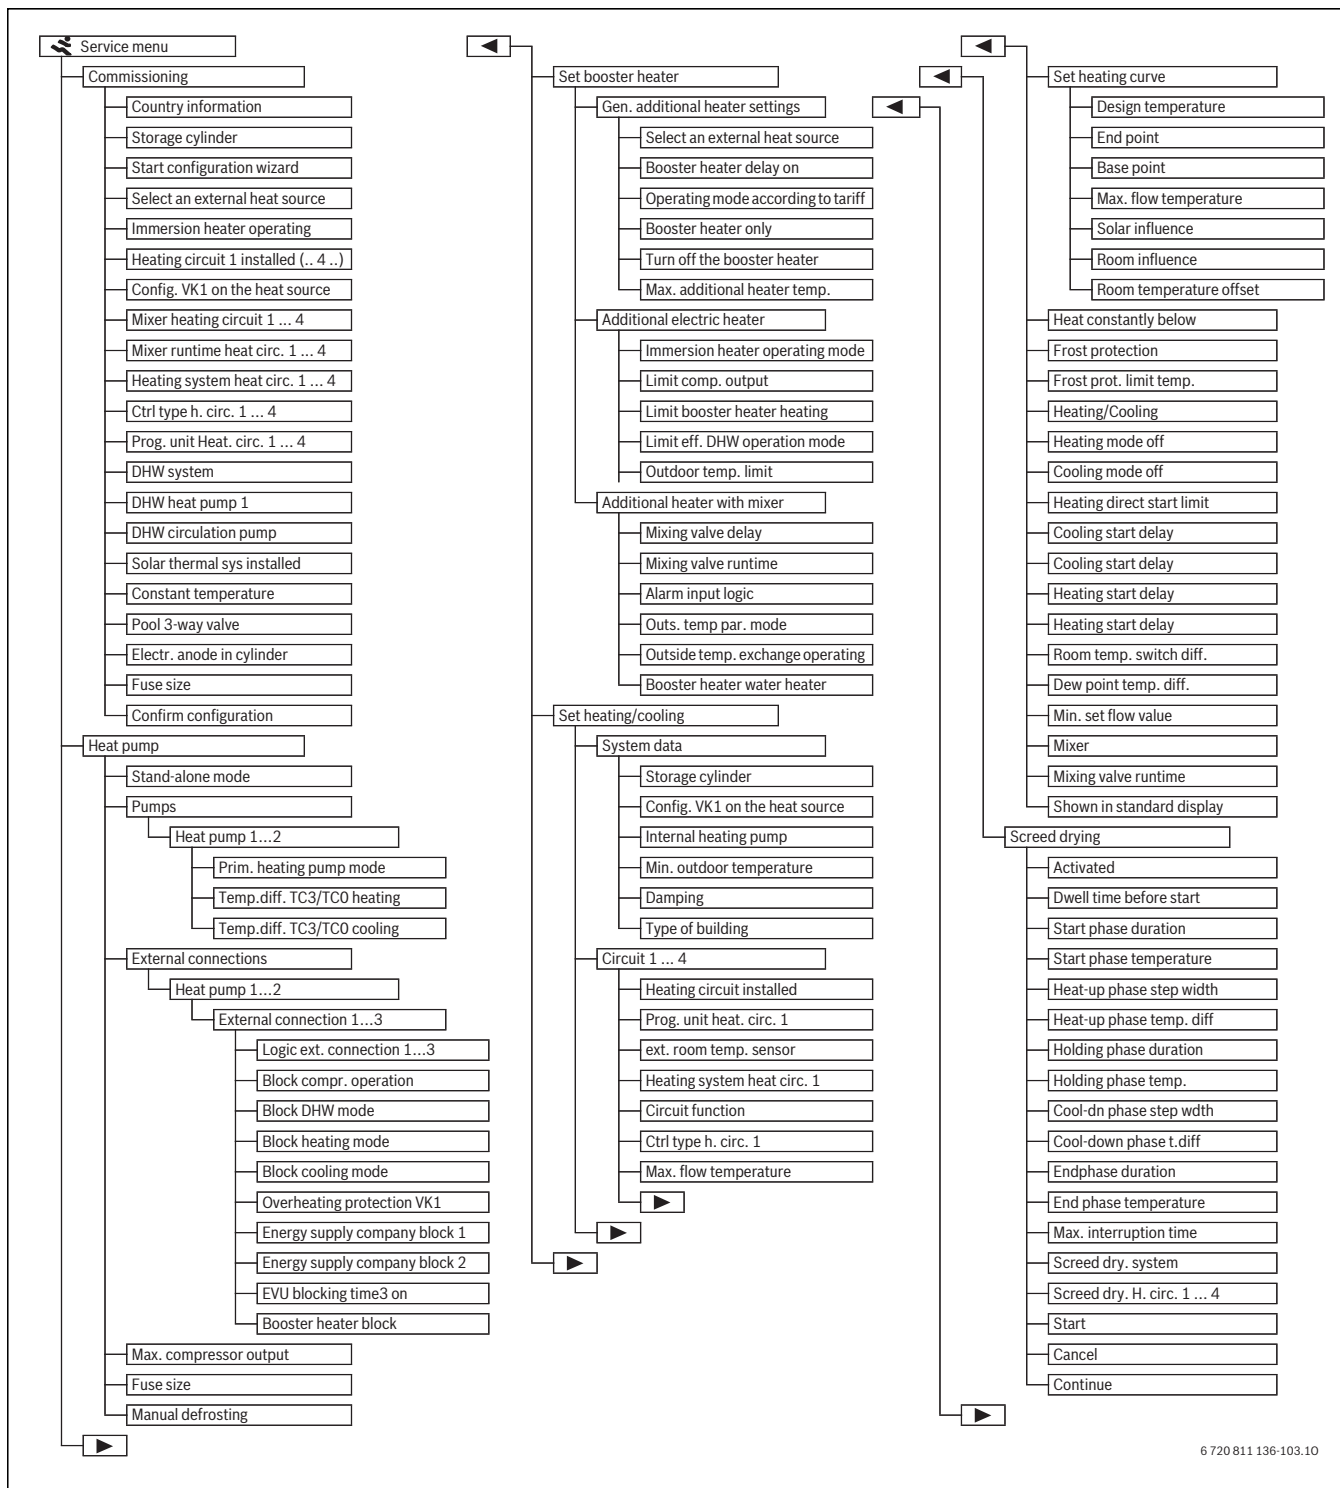 Service menu
Commissioning
Country information
Storage cylinder
Start configuration wizard
Select an external heat source
Immersion heater operating
Heating circuit 1 installed (.. 4 ..)
Config. VK1 on the heat source
Mixer heating circuit 1 ... 4
Mixer runtime heat circ. 1 ... 4
Heating system heat circ. 1 ... 4
Ctrl type h. circ. 1 ... 4
Prog. unit Heat. circ. 1 ... 4
DHW system
DHW heat pump 1
DHW circulation pump
Solar thermal sys installed
Constant temperature
Pool 3-way valve
Electr. anode in cylinder
Fuse size
Confirm configuration
Heat pump
Stand-alone mode
Pumps
Heat pump 1...2
Prim. heating pump mode
Temp.diff. TC3/TC0 heating
Temp.diff. TC3/TC0 cooling
External connections
Heat pump 1...2
External connection 1...3
Logic ext. connection 1...3
Block compr. operation
Block DHW mode
Block heating mode
Block cooling mode
Overheating protection VK1
Energy supply company block 1
Energy supply company block 2
EVU blocking time3 on
Booster heater block
Max. compressor output
Fuse size
Manual defrosting
Set booster heater
Gen. additional heater settings
Select an external heat source
Booster heater delay on
Operating mode according to tariff
Booster heater only
Turn off the booster heater
Max. additional heater temp.
Additional electric heater
Immersion heater operating mode
Limit comp. output
Limit booster heater heating
Limit eff. DHW operation mode
Outdoor temp. limit
Additional heater with mixer
Mixing valve delay
Mixing valve runtime
Alarm input logic
Outs. temp par. mode
Outside temp. exchange operating
Booster heater water heater
Set heating/cooling
System data
Storage cylinder
Config. VK1 on the heat source
Internal heating pump
Min. outdoor temperature
Damping
Type of building
Circuit 1 ... 4
Heating circuit installed
Prog. unit heat. circ. 1
ext. room temp. sensor
Heating system heat circ. 1
Circuit function
Ctrl type h. circ. 1
Max. flow temperature
Set heating curve
Design temperature
End point
Base point
Max. flow temperature
Solar influence
Room influence
Room temperature offset
Heat constantly below
Frost protection
Frost prot. limit temp.
Heating/Cooling
Heating mode off
Cooling mode off
Heating direct start limit
Cooling start delay
Cooling start delay
Heating start delay
Heating start delay
Room temp. switch diff.
Dew point temp. diff.
Min. set flow value
Mixer
Mixing valve runtime
Shown in standard display
Screed drying
Activated
Dwell time before start
Start phase duration
Start phase temperature
Heat-up phase step width
Heat-up phase temp. diff
Holding phase duration
Holding phase temp.
Cool-dn phase step wdth
Cool-down phase t.diff
Endphase duration
End phase temperature
Max. interruption time
Screed dry. system
Screed dry. H. circ. 1 ... 4
Start
Cancel
Continue
6 720 811 136-103.1O